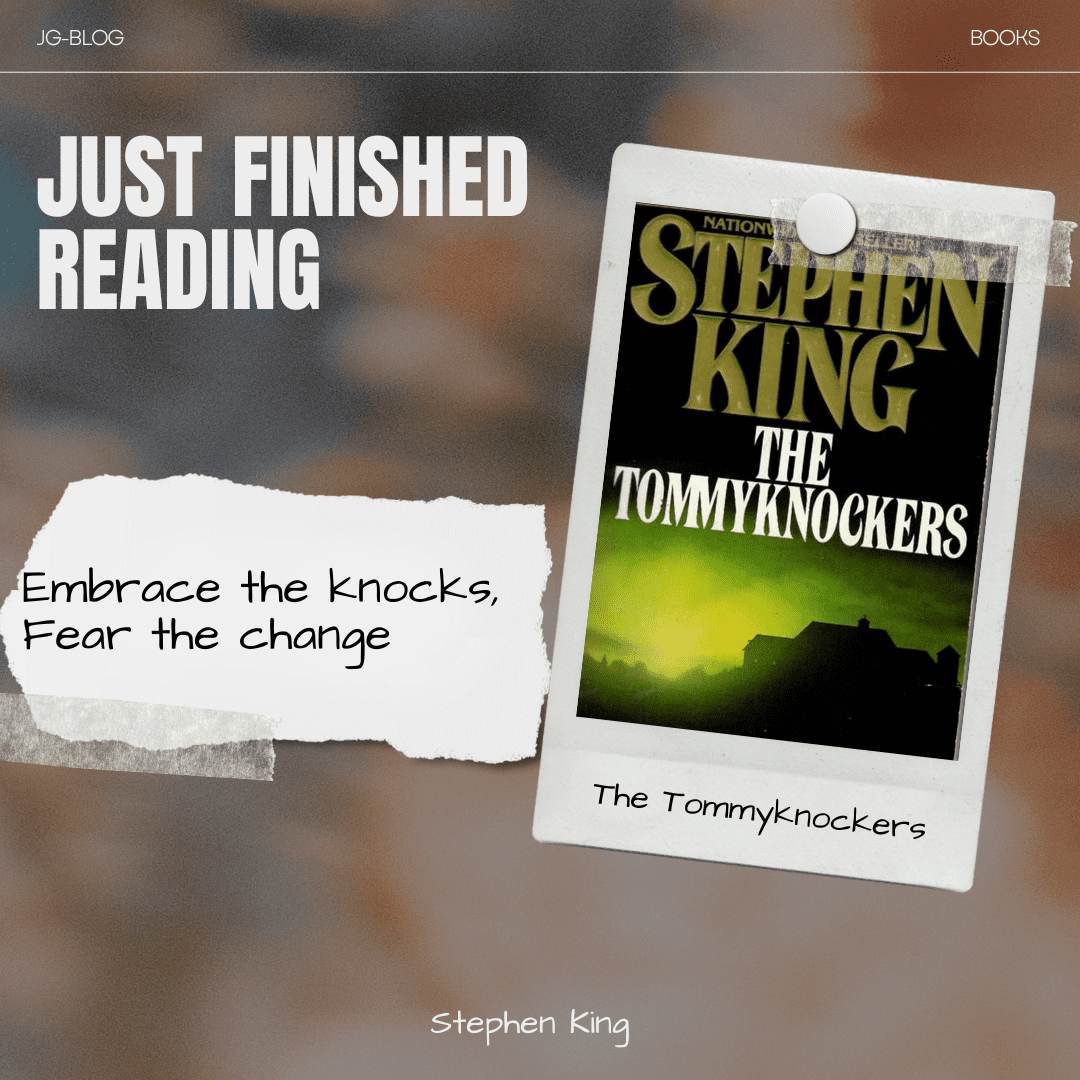 JG-BLOG
BOOKS
JUST FINISHED
READING
STEPHEN
KING
THE
TOMMYKNOCKERS
Embrace the knocks,
Fear the change
The Tommyknockers
Stephen King